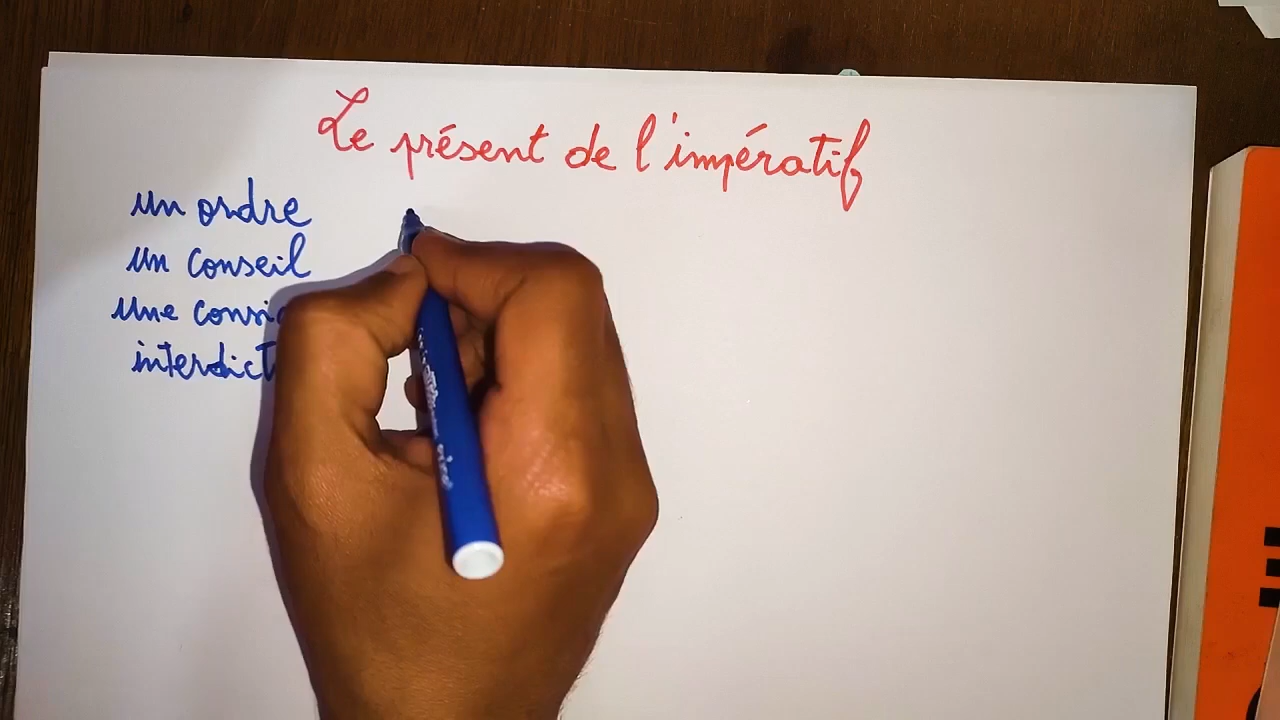 Le présent de l'impératif
un ordre
un conseil
une